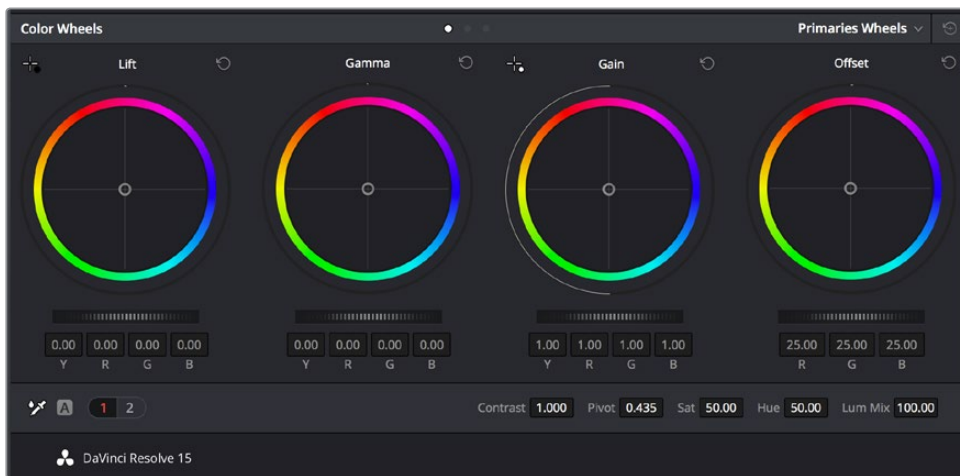 Color Wheels Primaries Wheels
Lift Gamma Gain Offset
0.00 0.00 0.00 0.00 0.00 0.00 0.00 0.00 1.00 1.00 1.00 1.00 25.00 25.00 25.00
Y R G B Y R G B Y R G B R G B
A 1 2 Contrast 1.000 Pivot 0.435 Sat 50.00 Hue 50.00 Lum Mix 100.00
DaVinci Resolve 15